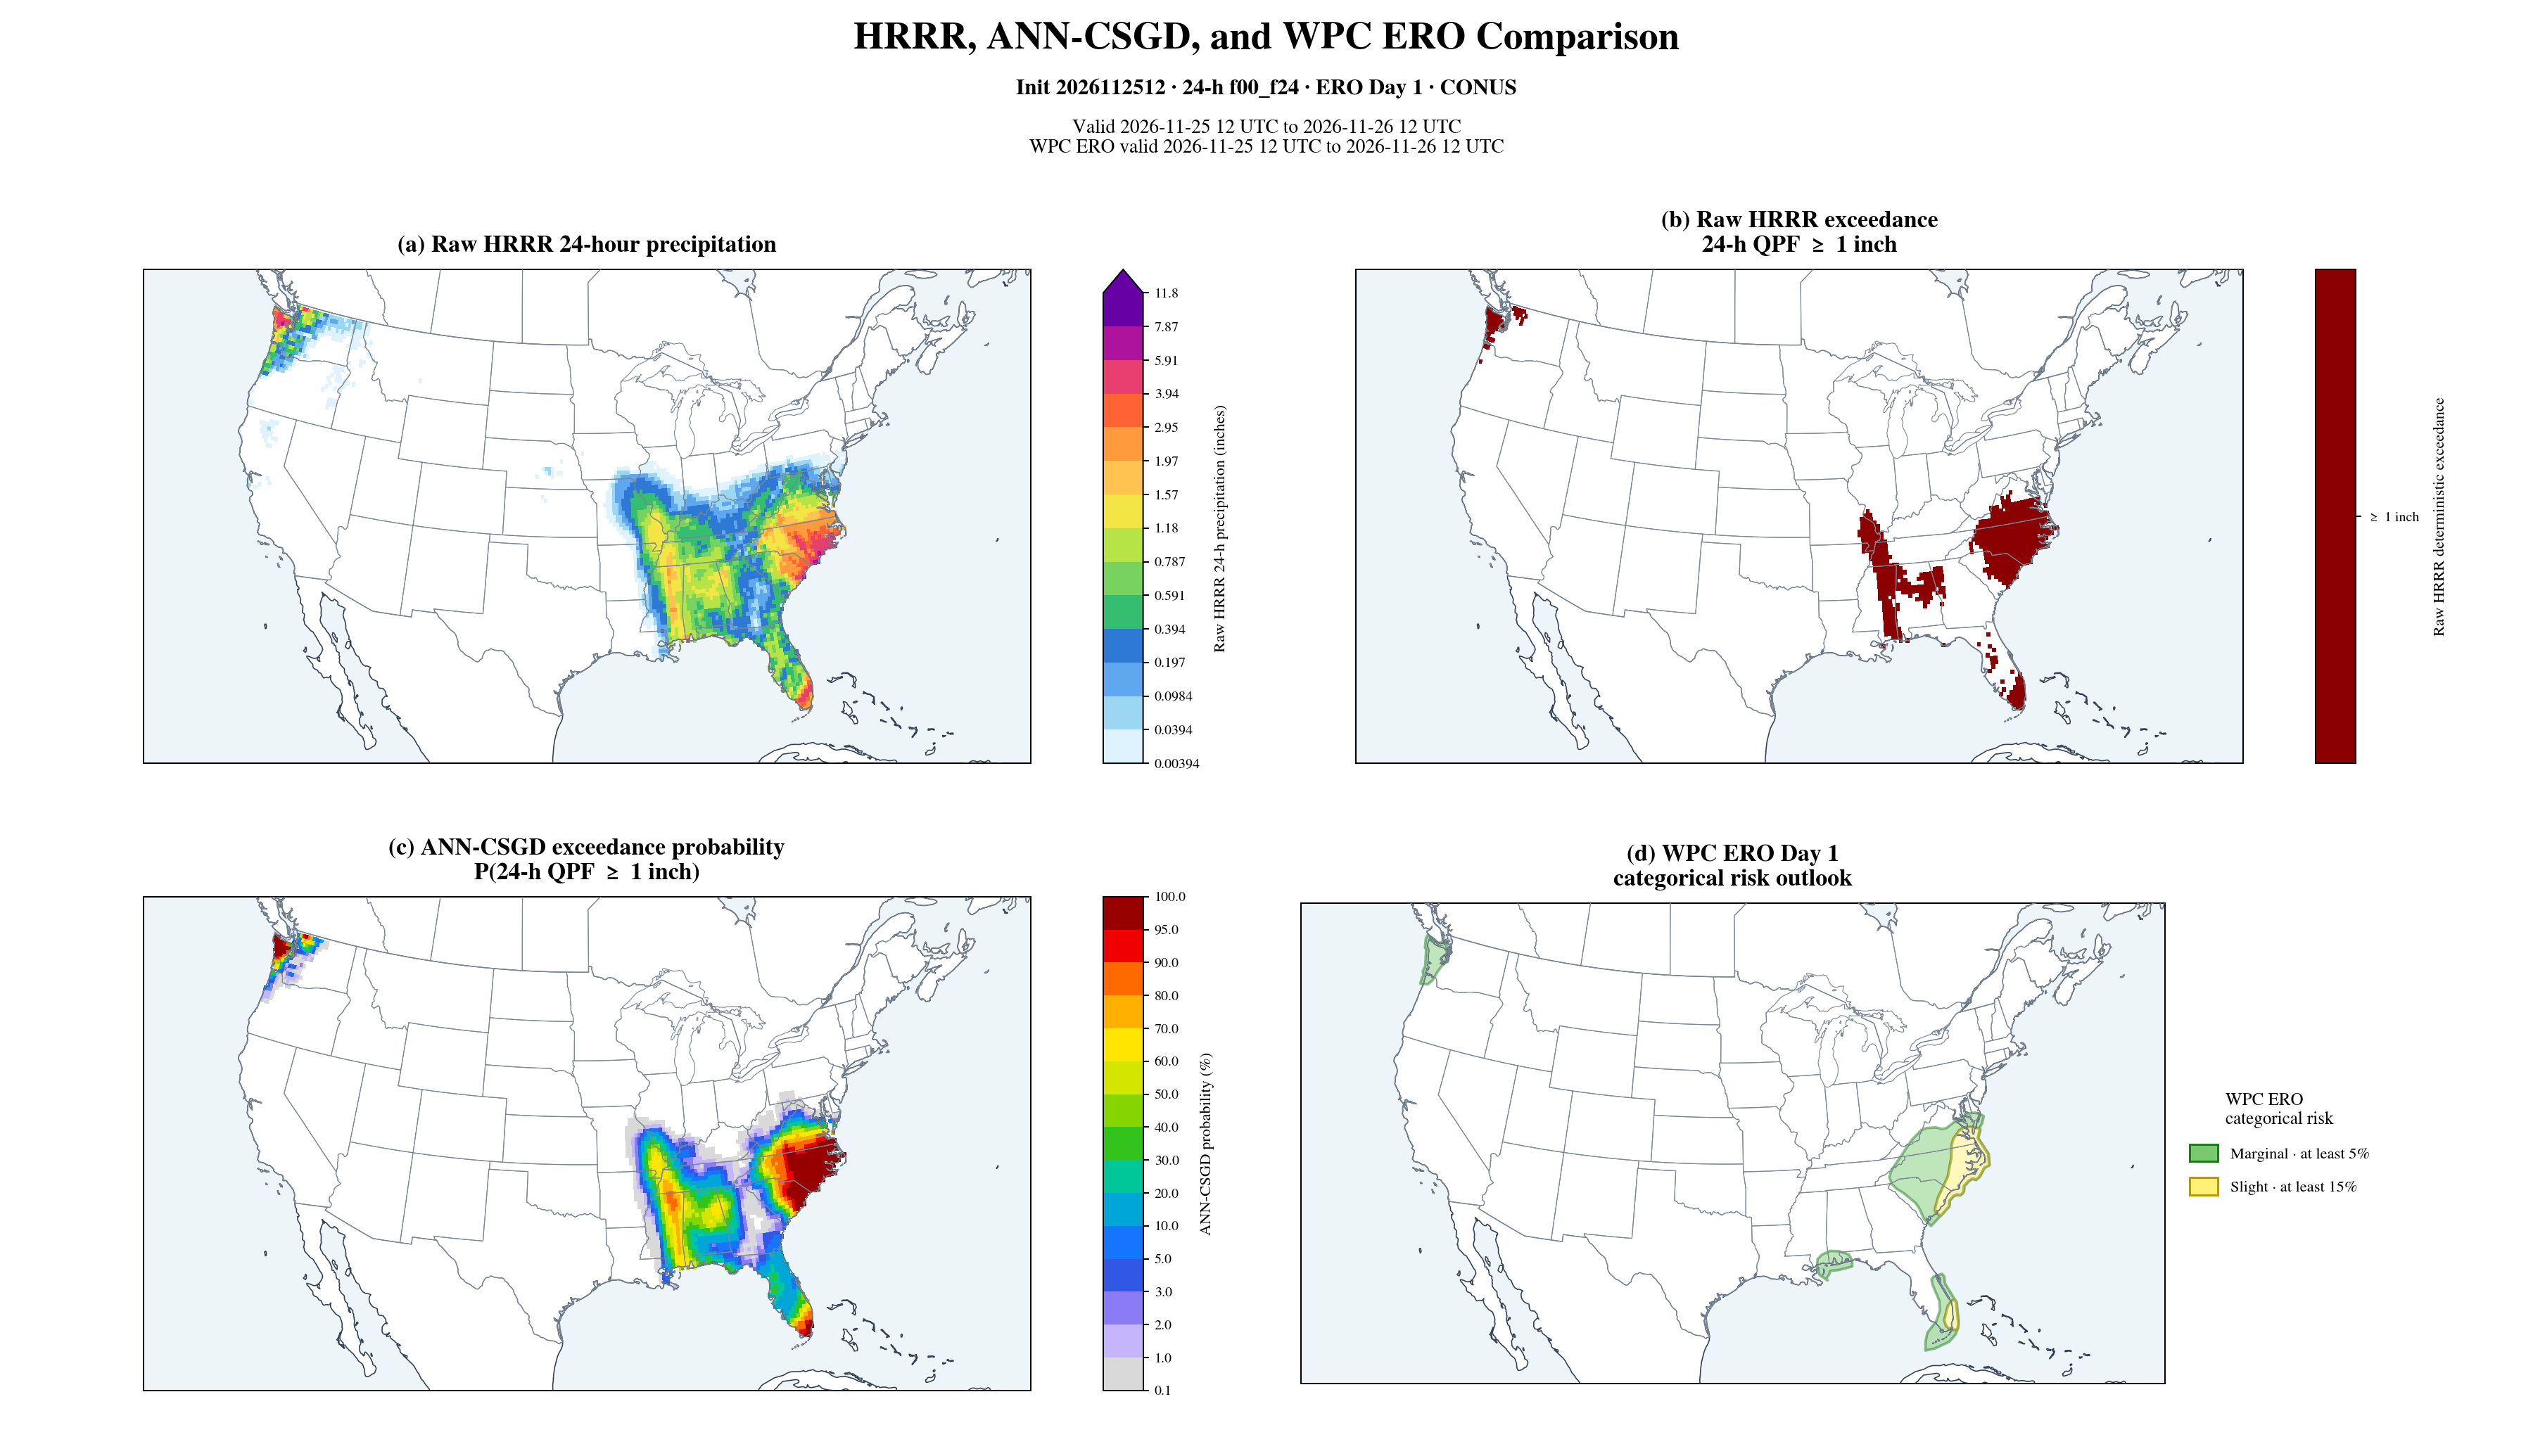 HRRR, ANN-CSGD, and WPC ERO Comparison
Init 2026112512 · 24-h f00_f24 · ERO Day 1 · CONUS
Valid 2026-11-25 12 UTC to 2026-11-26 12 UTC
WPC ERO valid 2026-11-25 12 UTC to 2026-11-26 12 UTC
(a) Raw HRRR 24-hour precipitation
11.8
7.87
5.91
3.94
2.95
1.97
1.57
1.18
0.787
0.591
0.394
0.197
0.0984
0.0394
0.00394
Raw HRRR 24-h precipitation (inches)
(b) Raw HRRR exceedance
24-h QPF ≥ 1 inch
≥ 1 inch
Raw HRRR deterministic exceedance
(c) ANN-CSGD exceedance probability
P(24-h QPF ≥ 1 inch)
100.0
95.0
90.0
80.0
70.0
60.0
50.0
40.0
30.0
20.0
10.0
5.0
3.0
2.0
1.0
0.1
ANN-CSGD probability (%)
(d) WPC ERO Day 1
categorical risk outlook
WPC ERO
categorical risk
Marginal · at least 5%
Slight · at least 15%